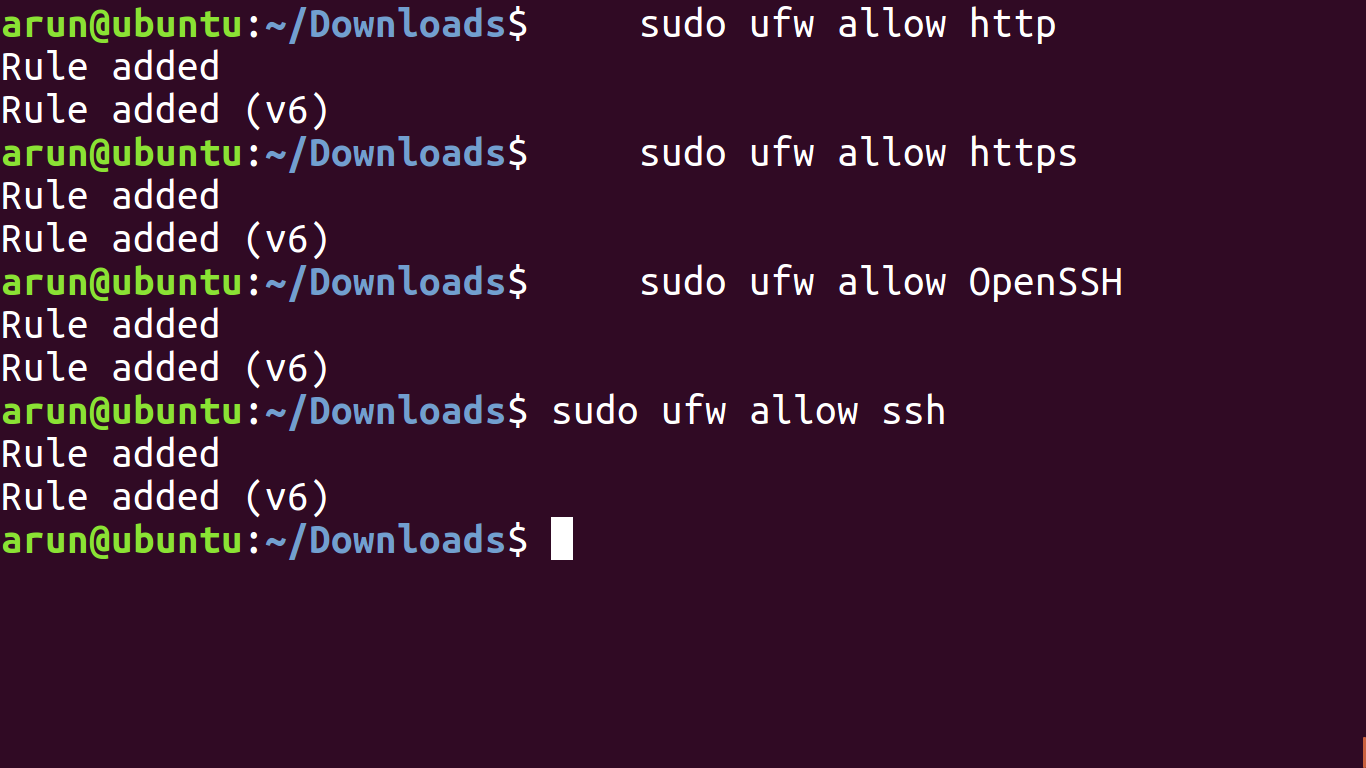 arun@ubuntu:~/Downloads$     sudo ufw allow http
Rule added
Rule added (v6)
arun@ubuntu:~/Downloads$     sudo ufw allow https
Rule added
Rule added (v6)
arun@ubuntu:~/Downloads$     sudo ufw allow OpenSSH
Rule added
Rule added (v6)
arun@ubuntu:~/Downloads$ sudo ufw allow ssh
Rule added
Rule added (v6)
arun@ubuntu:~/Downloads$